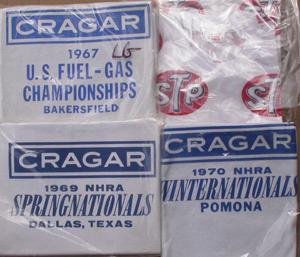 CRAGAR
1967
LG
U.S. FUEL-GAS
CHAMPIONSHIPS
BAKERSFIELD
STP
STP
CRAGAR
1969 NHRA
SPRINGNATIONALS
DALLAS, TEXAS
CRAGAR
1970 NHRA
WINTERNATIONALS
POMONA